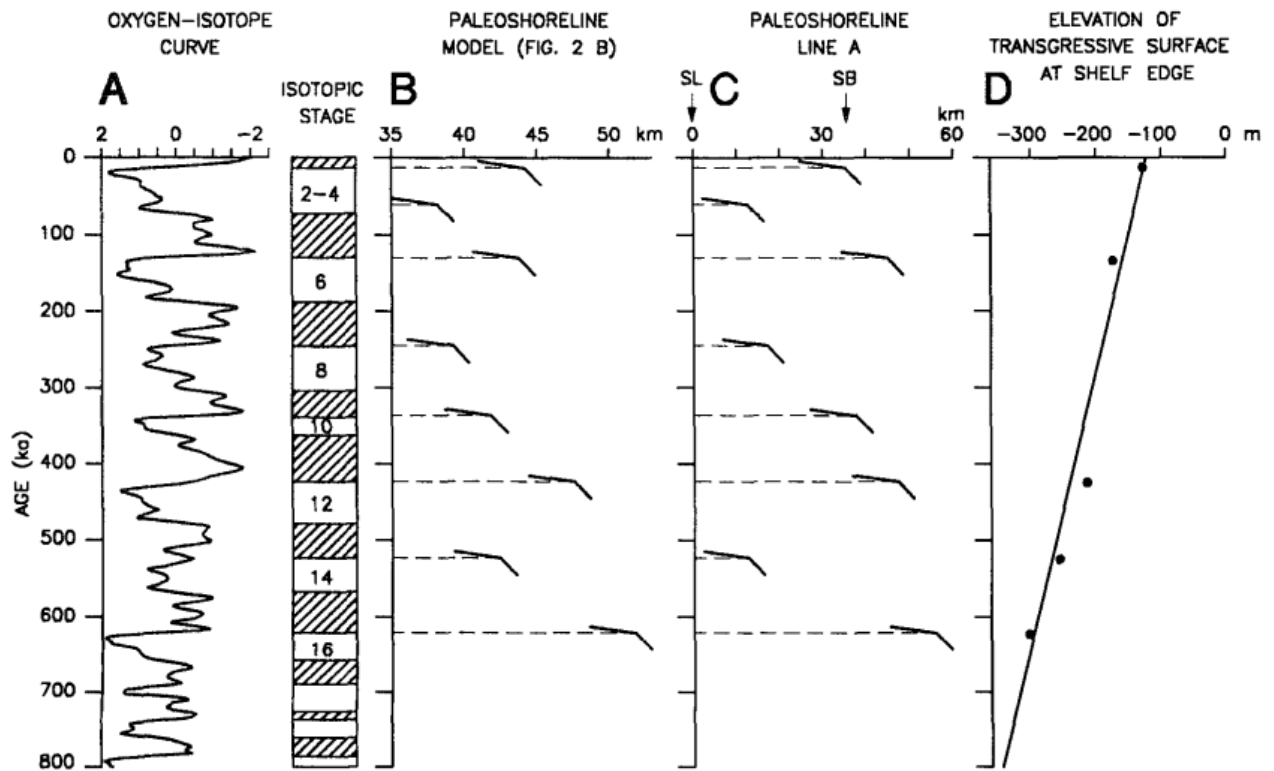 OXYGEN-ISOTOPE
CURVE
PALEOSHORELINE
MODEL (FIG. 2 B)
PALEOSHORELINE
LINE A
ELEVATION OF
TRANSGRESSIVE SURFACE
AT SHELF EDGE
A
ISOTOPIC
STAGE
B
SL
C
SB
D
2 0 -2
35 40 45 50 km
0 30 60
km
-300 -200 -100 0 m
AGE (ka)
0
100
200
300
400
500
600
700
800
2-4
6
8
10
12
14
16